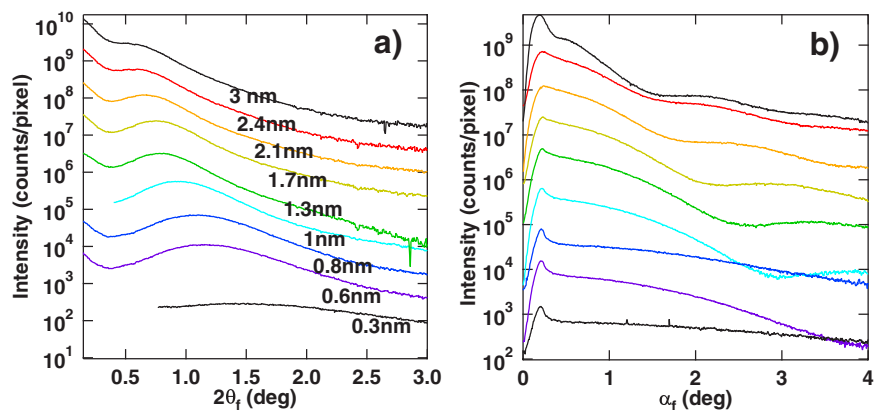 a)
Intensity (counts/pixel)
10^10
10^9
10^8
10^7
10^6
10^5
10^4
10^3
10^2
10^1
3 nm
2.4nm
2.1nm
1.7nm
1.3nm
1nm
0.8nm
0.6nm
0.3nm
0.5 1.0 1.5 2.0 2.5 3.0
2θ_f (deg)
b)
Intensity (counts/pixel)
10^9
10^8
10^7
10^6
10^5
10^4
10^3
10^2
0 1 2 3 4
α_f (deg)